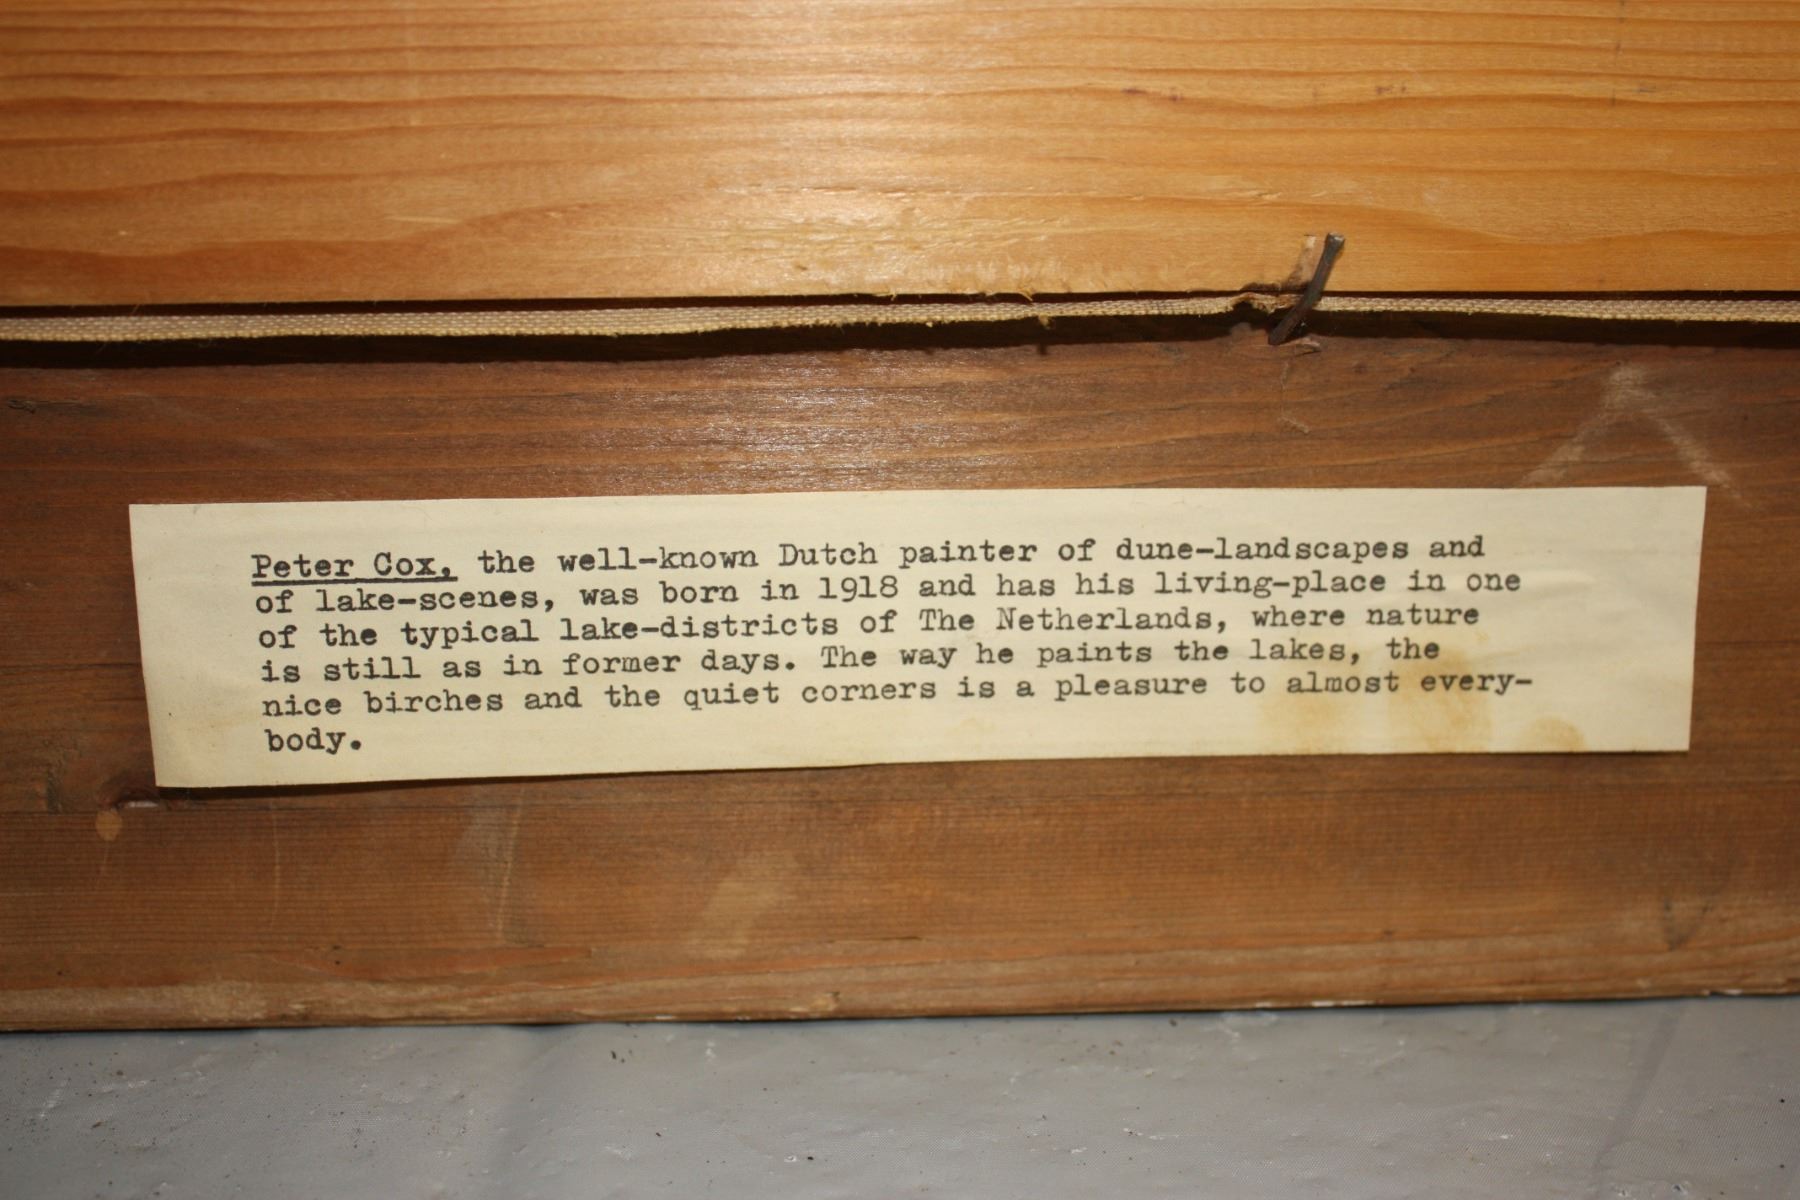 Peter Cox, the well-known Dutch painter of dune-landscapes and
of lake-scenes, was born in 1918 and has his living-place in one
of the typical lake-districts of The Netherlands, where nature
is still as in former days. The way he paints the lakes, the
nice birches and the quiet corners is a pleasure to almost every-
body.